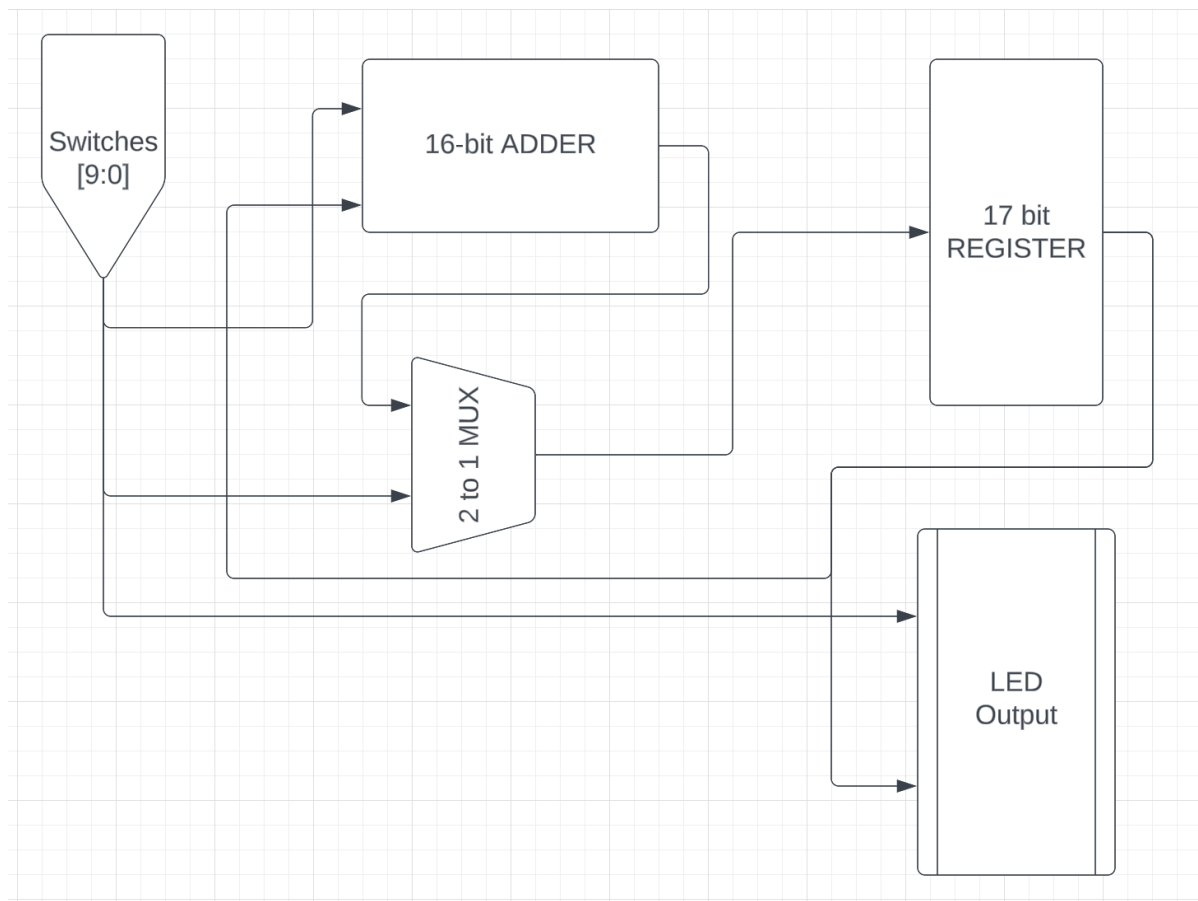 Switches
[9:0]
16-bit ADDER
17 bit
REGISTER
2 to 1 MUX
LED
Output